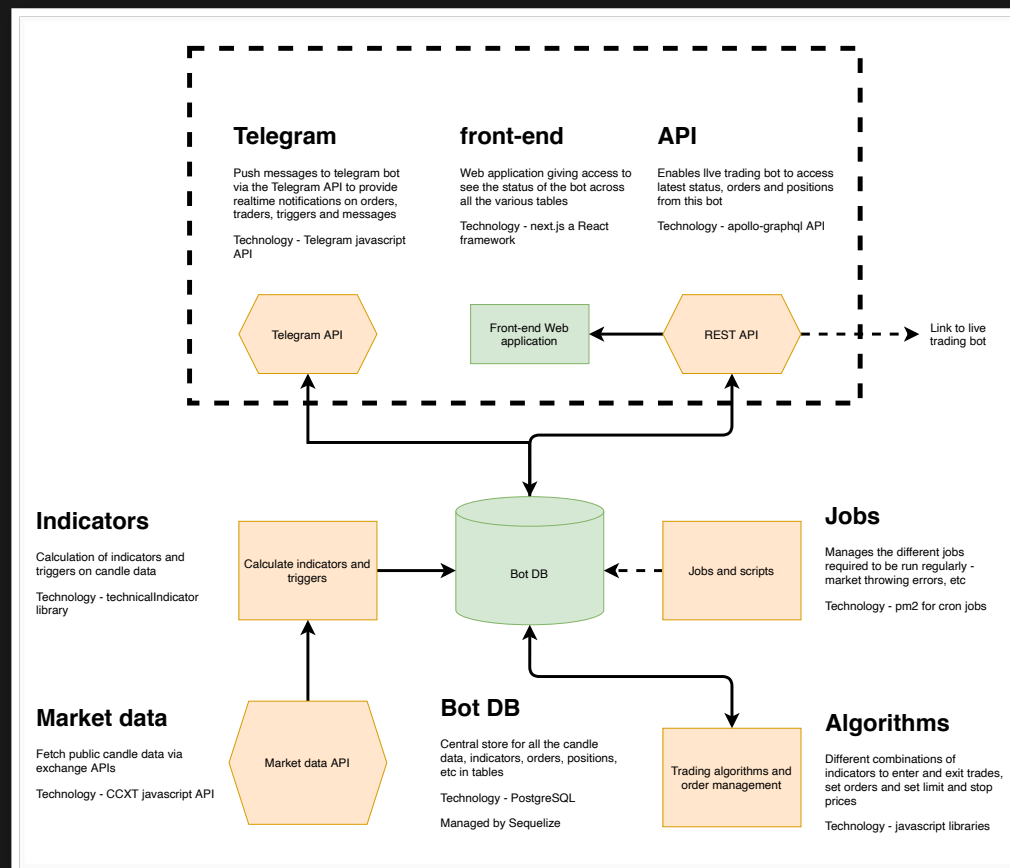 Telegram
Push messages to telegram bot
via the Telegram API to provide
realtime notifications on orders,
traders, triggers and messages
Technology - Telegram javascript
API
front-end
Web application giving access to
see the status of the bot across
all the various tables
Technology - next.js a React
framework
API
Enables llve trading bot to access
latest status, orders and positions
from this bot
Technology - apollo-graphql API
Telegram API
Front-end Web
application
REST API
Link to live
trading bot
Indicators
Calculation of indicators and
triggers on candle data
Technology - technicalIndicator
library
Calculate indicators and
triggers
Bot DB
Jobs and scripts
Jobs
Manages the different jobs
required to be run regularly -
market throwing errors, etc
Technology - pm2 for cron jobs
Market data
Fetch public candle data via
exchange APIs
Technology - CCXT javascript API
Market data API
Bot DB
Central store for all the candle
data, indicators, orders, positions,
etc in tables
Technology - PostgreSQL
Managed by Sequelize
Trading algorithms and
order management
Algorithms
Different combinations of
indicators to enter and exit trades,
set orders and set limit and stop
prices
Technology - javascript libraries